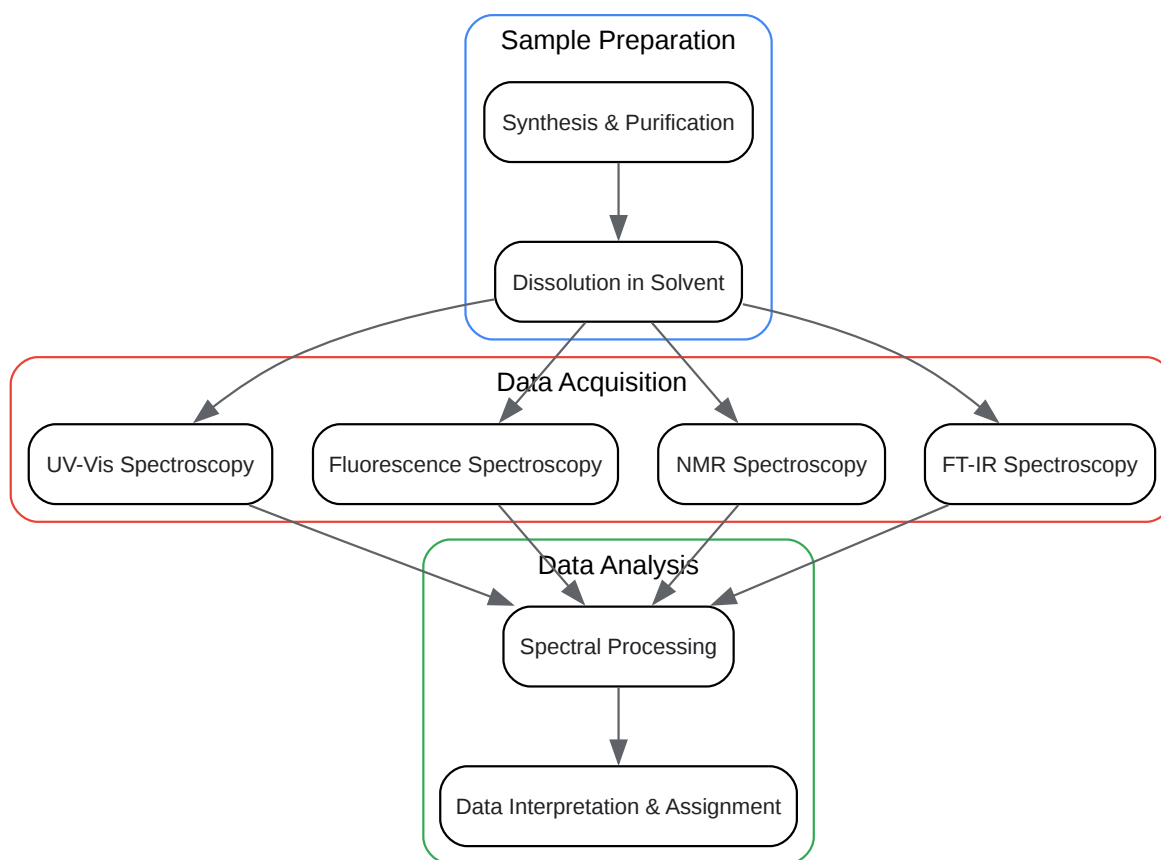 Sample Preparation
Synthesis & Purification
Dissolution in Solvent
Data Acquisition
UV-Vis Spectroscopy
Fluorescence Spectroscopy
NMR Spectroscopy
FT-IR Spectroscopy
Data Analysis
Spectral Processing
Data Interpretation & Assignment